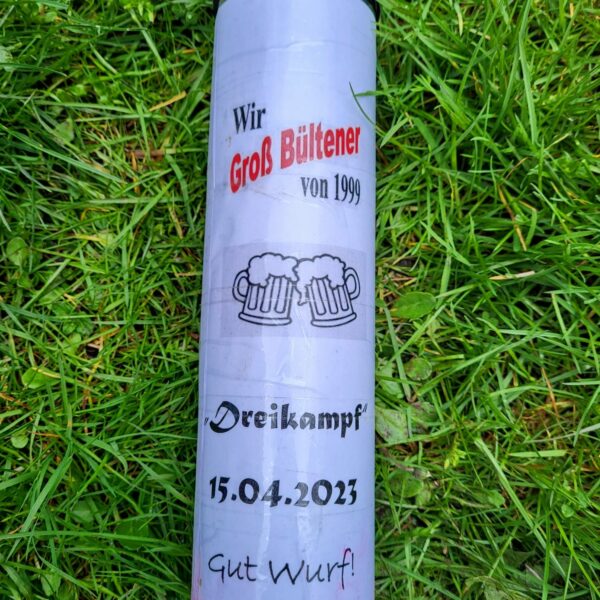 Wir
Groß Bültener
von 1999
„Dreikampf“
15.04.2023
Gut Wurf!